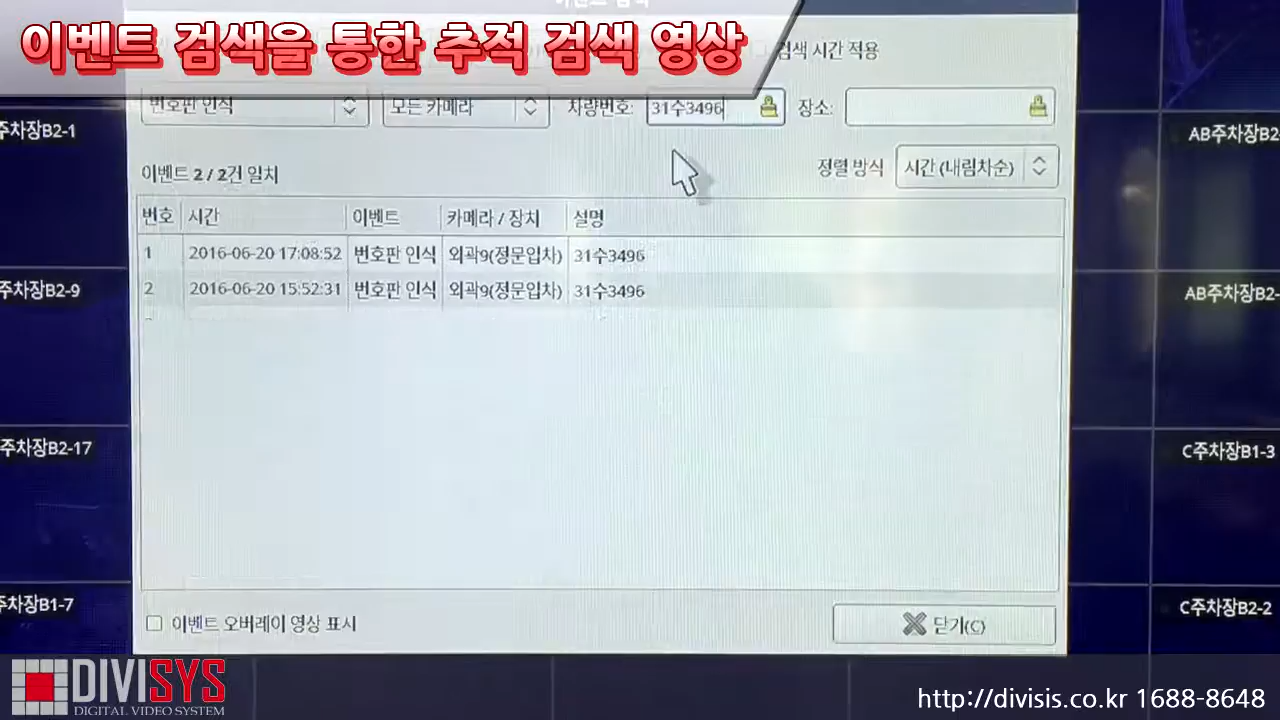 이벤트 검색
이벤트 검색을 통한 추적 검색 영상
검색 시간 적용
번호판 인식 모든 카메라 차량번호: 31수3496 장소:
이벤트 2 / 2건 일치 정렬 방식 시간 (내림차순)
번호 시간 이벤트 카메라 / 장치 설명
1 2016-06-20 17:08:52 번호판 인식 외곽9(정문입차) 31수3496
2 2016-06-20 15:52:31 번호판 인식 외곽9(정문입차) 31수3496
이벤트 오버레이 영상 표시 닫기(C)
주차장B2-1
주차장B2-9
주차장B2-17
주차장B1-7
AB주차장B2-
AB주차장B2-
C주차장B1-3
C주차장B2-2
DIVISYS
DIGITAL VIDEO SYSTEM
http://divisis.co.kr 1688-8648